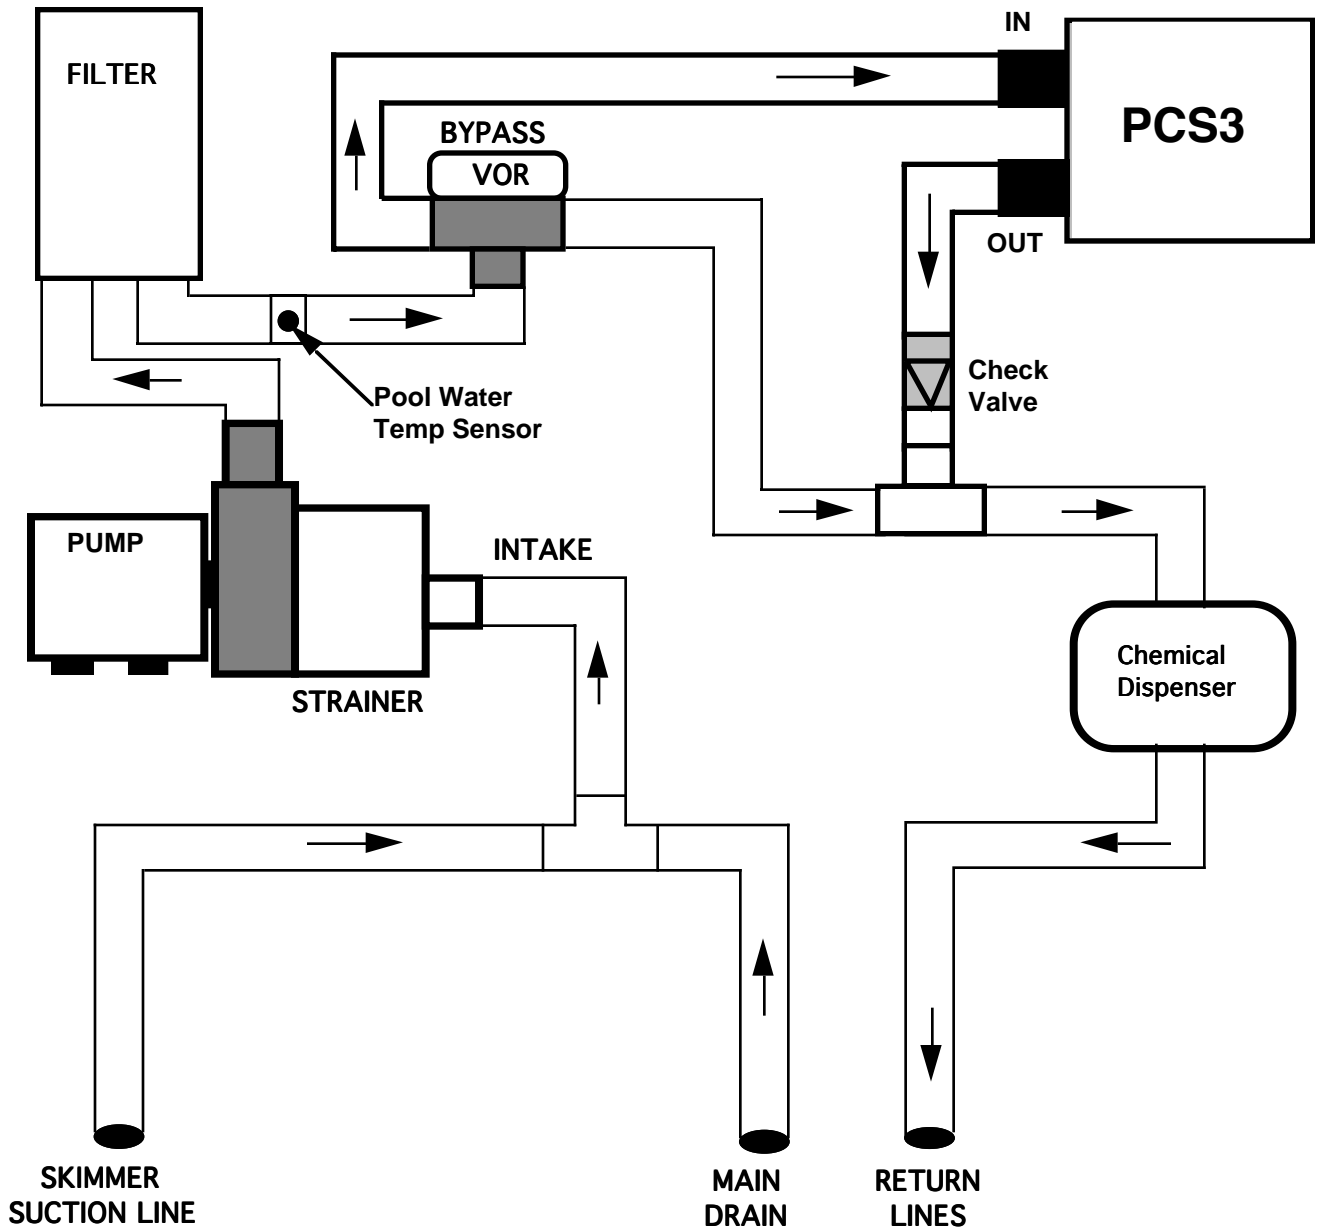 IN
FILTER
PCS3
BYPASS
VOR
OUT
Check
Valve
Pool Water
Temp Sensor
PUMP
INTAKE
STRAINER
Chemical
Dispenser
SKIMMER
SUCTION LINE
MAIN
DRAIN
RETURN
LINES